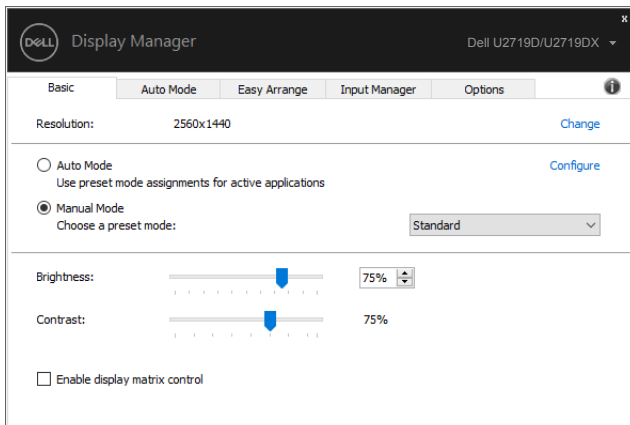 x
DELL Display Manager Dell U2719D/U2719DX
Basic Auto Mode Easy Arrange Input Manager Options i
Resolution: 2560x1440 Change
Auto Mode Configure
Use preset mode assignments for active applications
Manual Mode
Choose a preset mode: Standard
Brightness: 75%
Contrast: 75%
Enable display matrix control